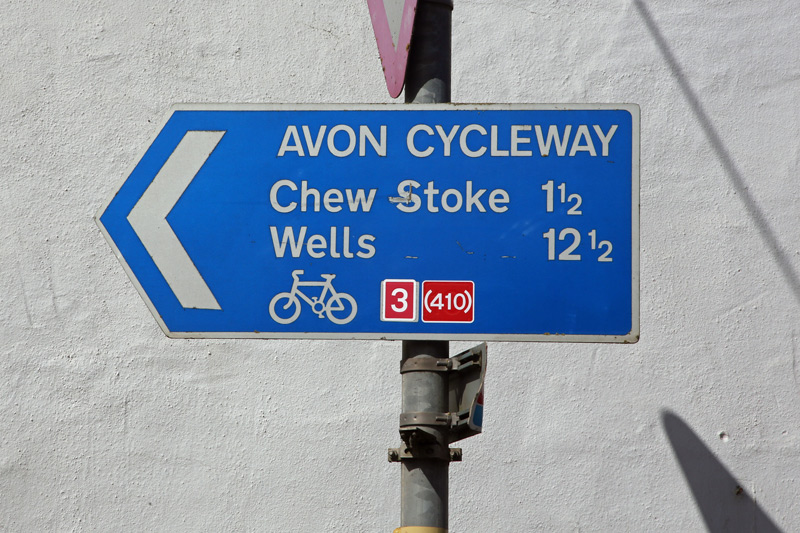 AVON CYCLEWAY
Chew Stoke 1½
Wells 12½
3 (410)